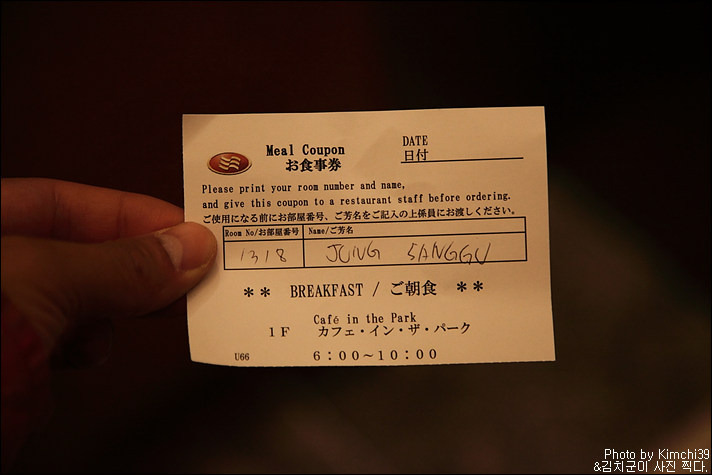 Meal Coupon
お食事券
DATE
日付
Please print your room number and name,
and give this coupon to a restaurant staff before ordering.
ご使用になる前にお部屋番号、ご芳名をご記入の上係員にお渡しください。
Room No/お部屋番号 Name/ご芳名
1318 JUNG SANGGU
** BREAKFAST / ご朝食 **
Café in the Park
1F カフェ・イン・ザ・パーク
U66 6:00~10:00
Photo by Kimchi39
&김치군이 사진 찍다.